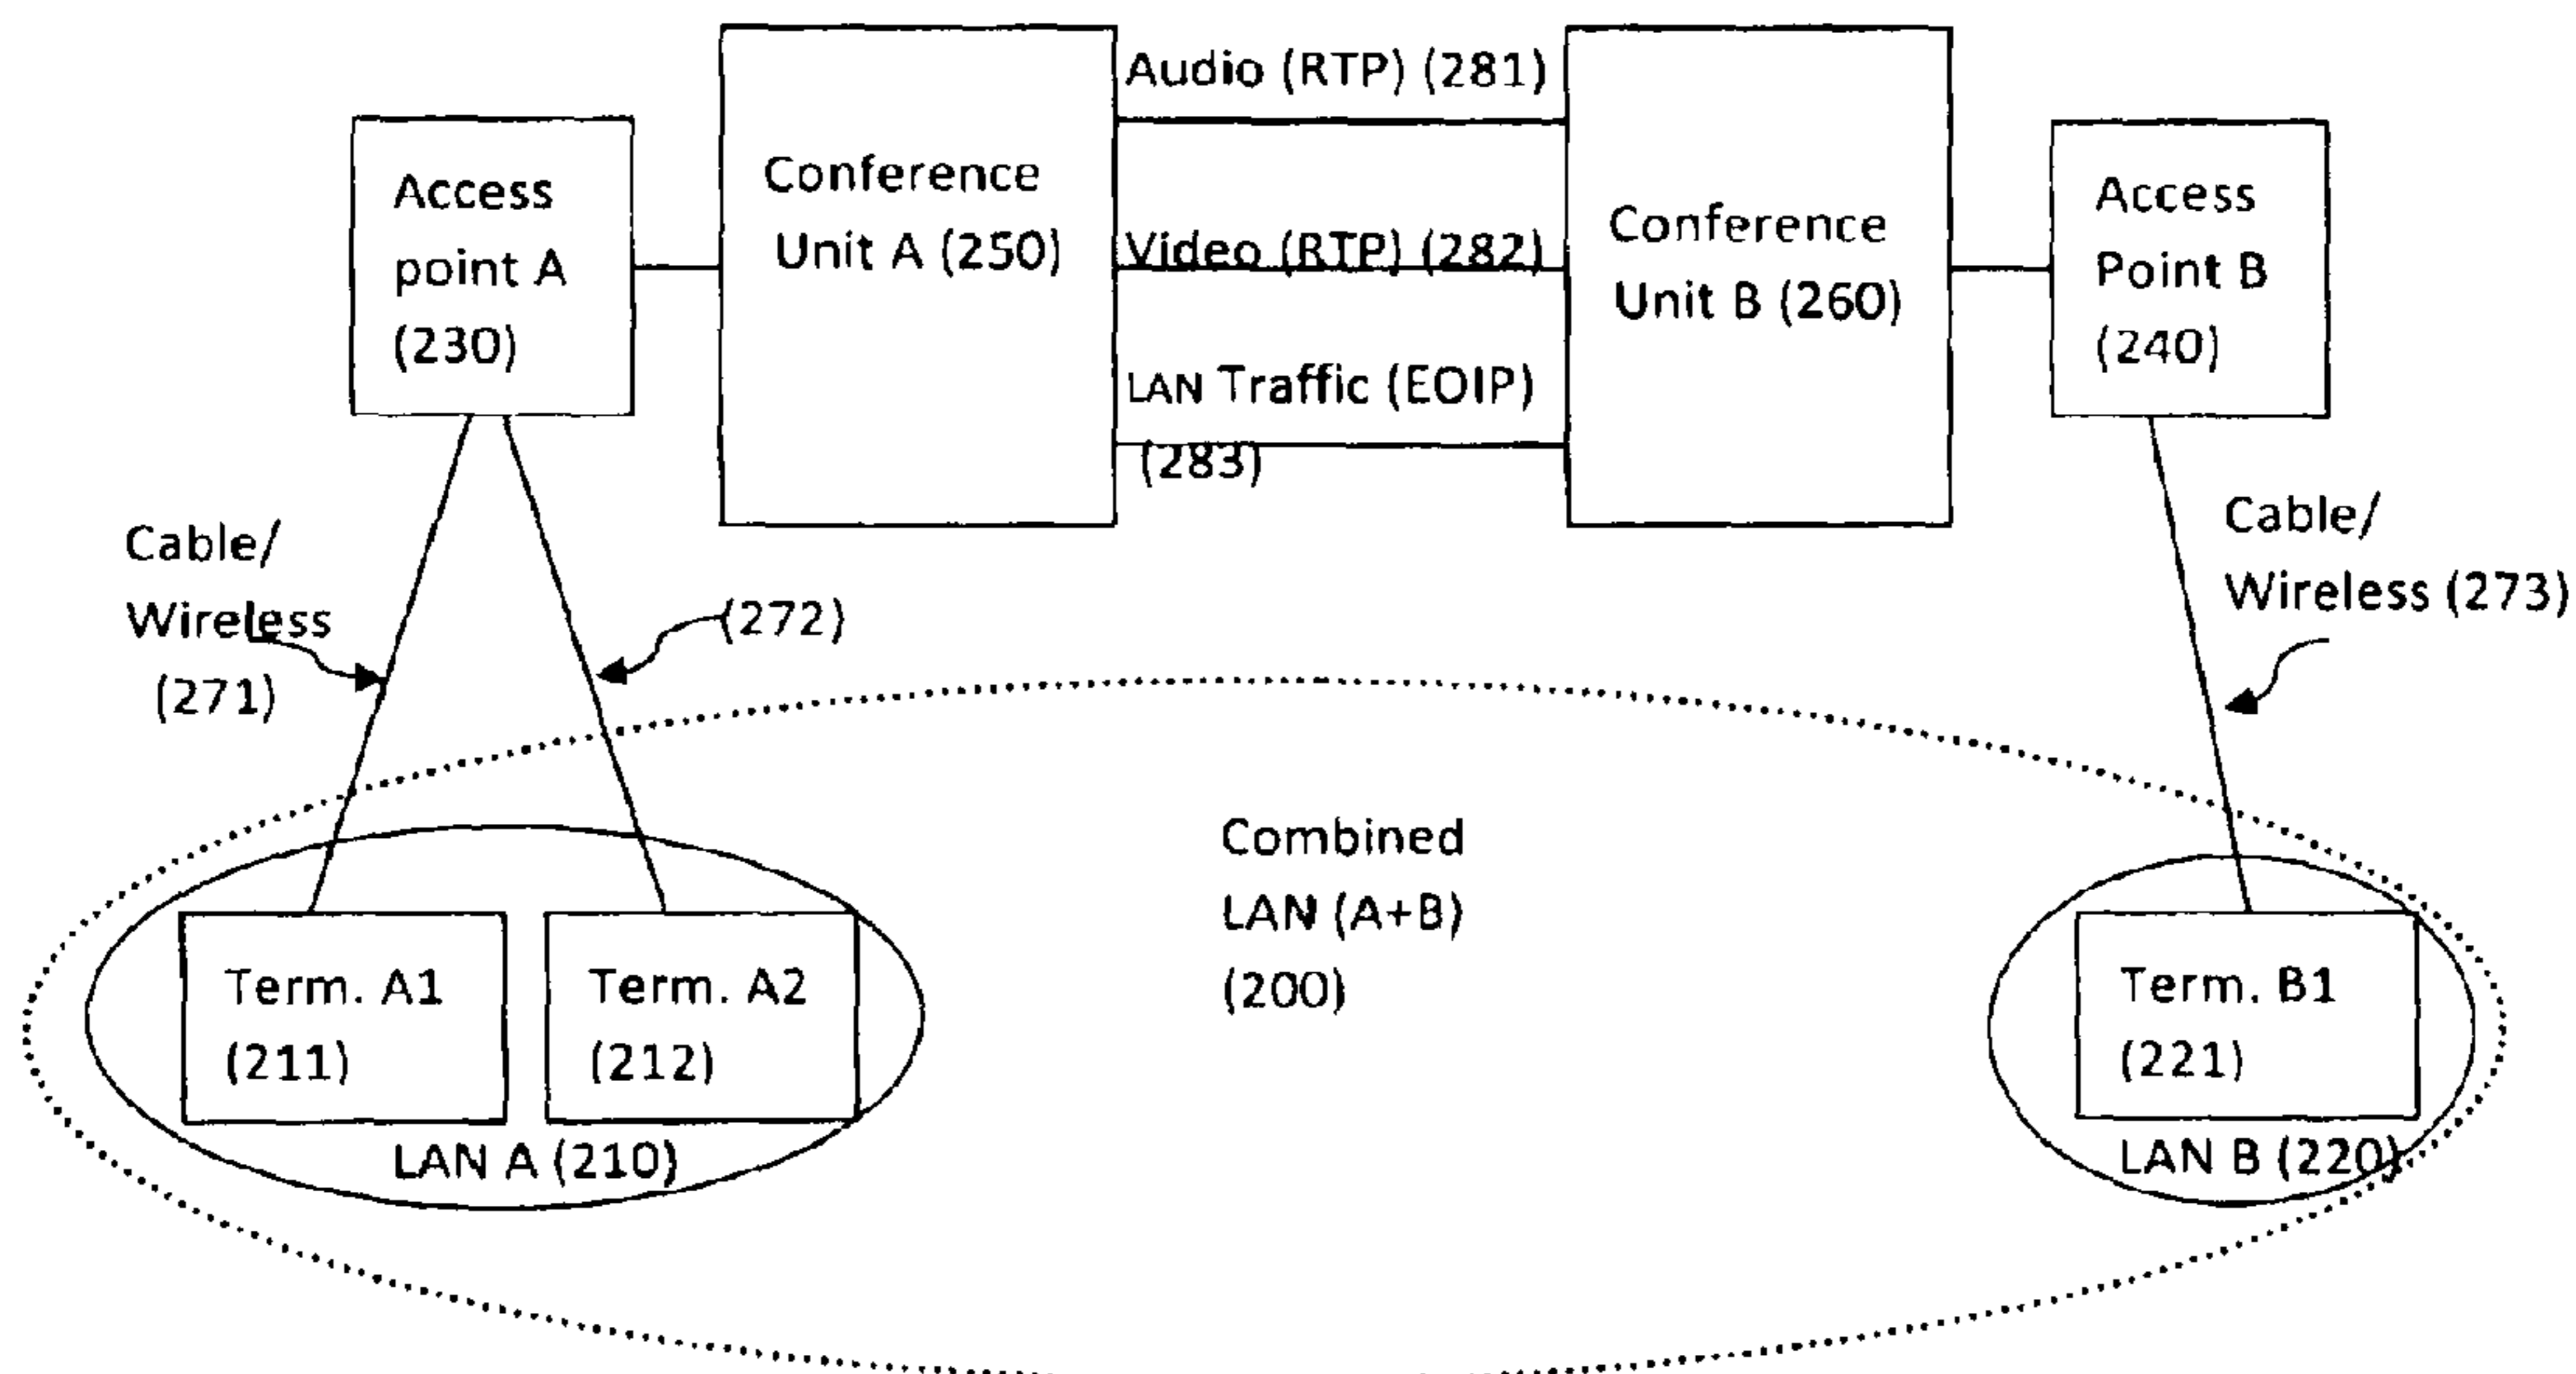 Audio (RTP) (281)
Access
point A
(230)
Conference
Unit A (250)
Video (RTP) (282)
LAN Traffic (EOIP)
(283)
Conference
Unit B (260)
Access
Point B
(240)
Cable/
Wireless
(271)
(272)
Cable/
Wireless (273)
Combined
LAN (A+B)
(200)
Term. A1
(211)
Term. A2
(212)
LAN A (210)
Term. B1
(221)
LAN B (220)